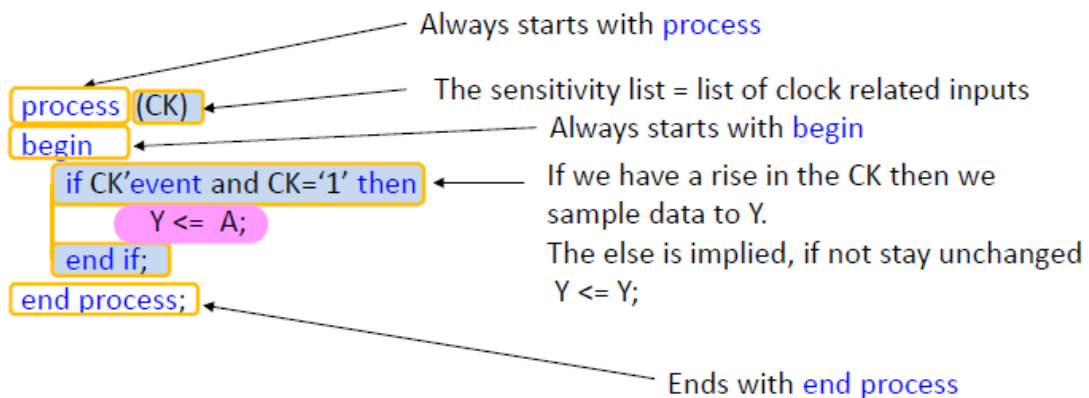 Always starts with process
process (CK)
The sensitivity list = list of clock related inputs
begin
Always starts with begin
if CK’event and CK=‘1’ then
If we have a rise in the CK then we
sample data to Y.
Y <= A;
The else is implied, if not stay unchanged
end if;
Y <= Y;
end process;
Ends with end process